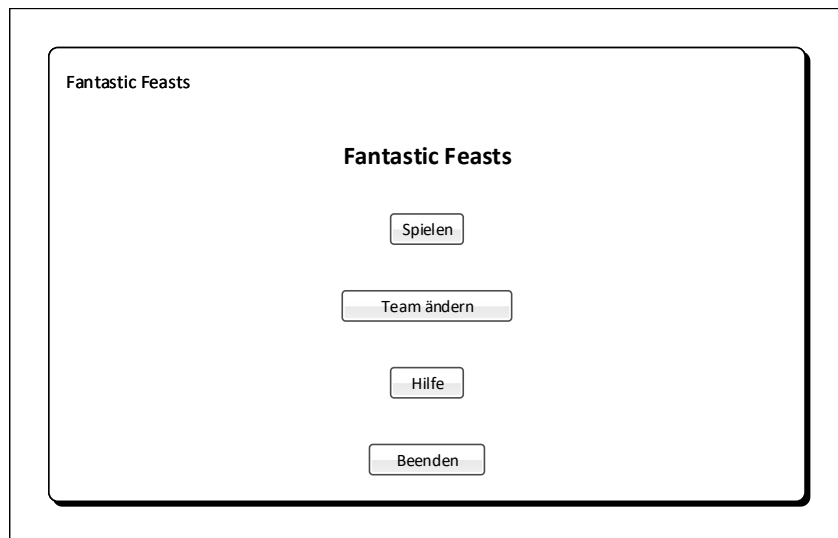 Fantastic Feasts
Fantastic Feasts
Spielen
Team ändern
Hilfe
Beenden